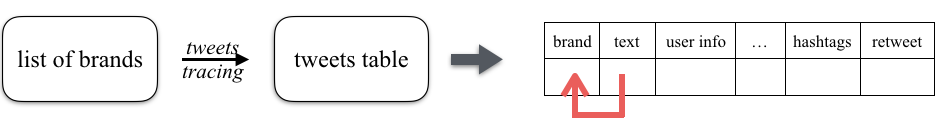 list of brands
tweets
tracing
tweets table
brand text user info … hashtags retweet